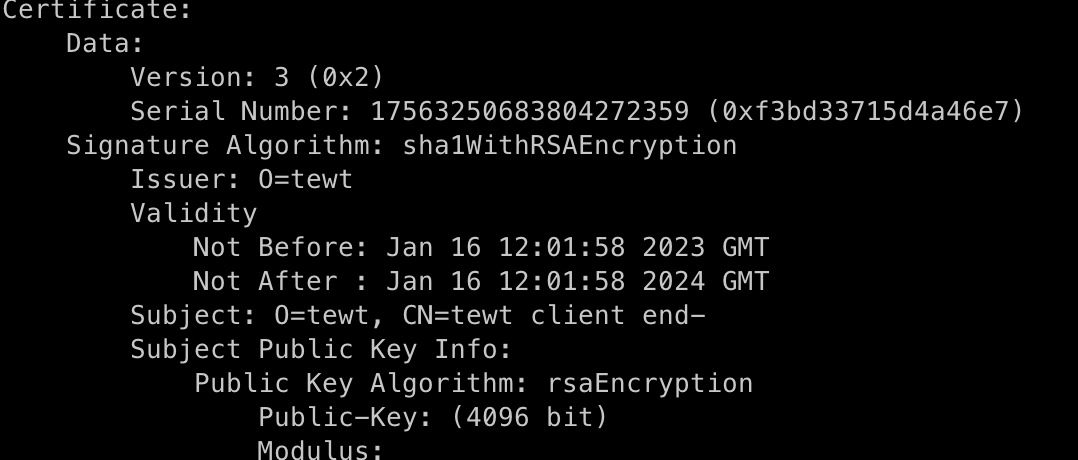 Certificate:
Data:
Version: 3 (0x2)
Serial Number: 17563250683804272359 (0xf3bd33715d4a46e7)
Signature Algorithm: sha1WithRSAEncryption
Issuer: O=tewt
Validity
Not Before: Jan 16 12:01:58 2023 GMT
Not After : Jan 16 12:01:58 2024 GMT
Subject: O=tewt, CN=tewt client end-
Subject Public Key Info:
Public Key Algorithm: rsaEncryption
Public-Key: (4096 bit)
Modulus: